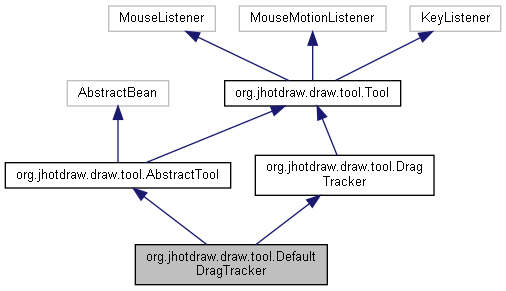 MouseListener
MouseMotionListener
KeyListener
AbstractBean
org.jhotdraw.draw.tool.Tool
org.jhotdraw.draw.tool.AbstractTool
org.jhotdraw.draw.tool.Drag
Tracker
org.jhotdraw.draw.tool.Default
DragTracker